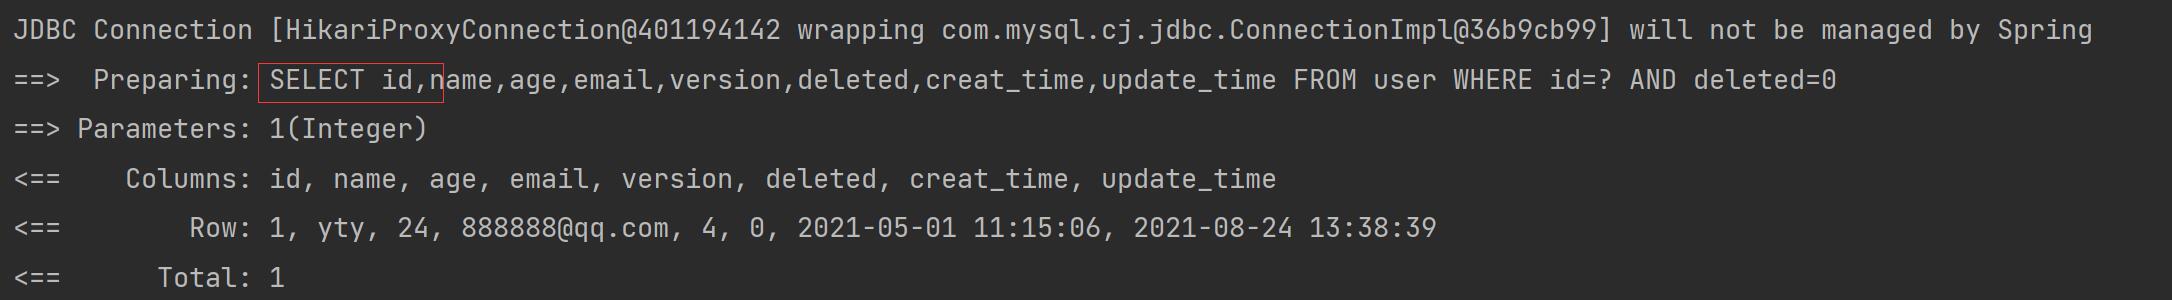 JDBC Connection [HikariProxyConnection@401194142 wrapping com.mysql.cj.jdbc.ConnectionImpl@36b9cb99] will not be managed by Spring
==>  Preparing: SELECT id,name,age,email,version,deleted,creat_time,update_time FROM user WHERE id=? AND deleted=0
==> Parameters: 1(Integer)
<==    Columns: id, name, age, email, version, deleted, creat_time, update_time
<==        Row: 1, yty, 24, 888888@qq.com, 4, 0, 2021-05-01 11:15:06, 2021-08-24 13:38:39
<==      Total: 1